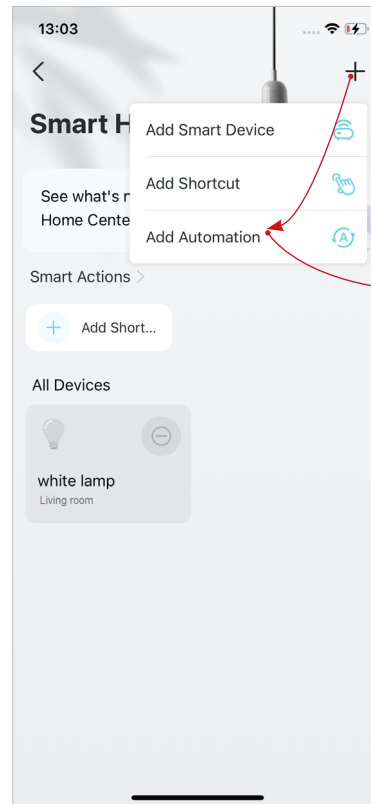 13:03
Smart H
Add Smart Device
See what's r
Add Shortcut
Home Cente
Add Automation
A
Smart Actions
Add Short...
All Devices
white lamp
Living room